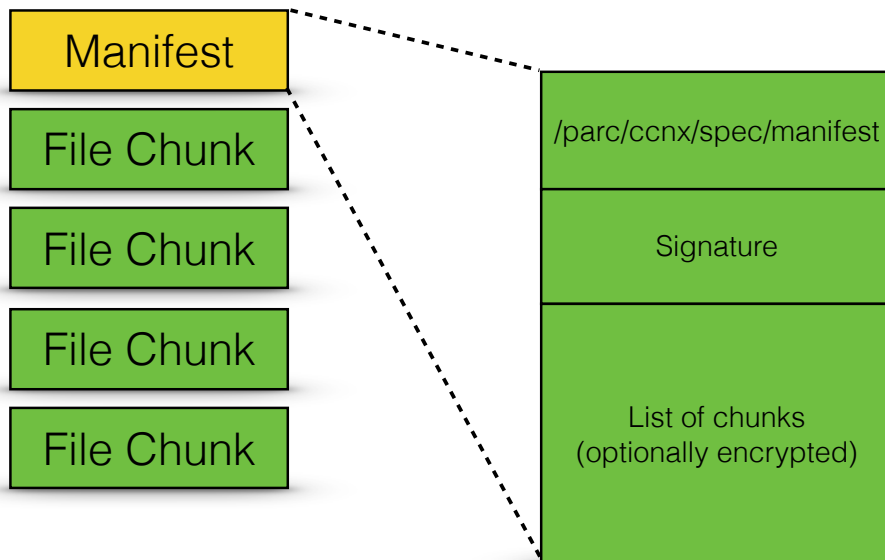 Manifest
File Chunk
File Chunk
File Chunk
File Chunk
/parc/ccnx/spec/manifest
Signature
List of chunks
(optionally encrypted)